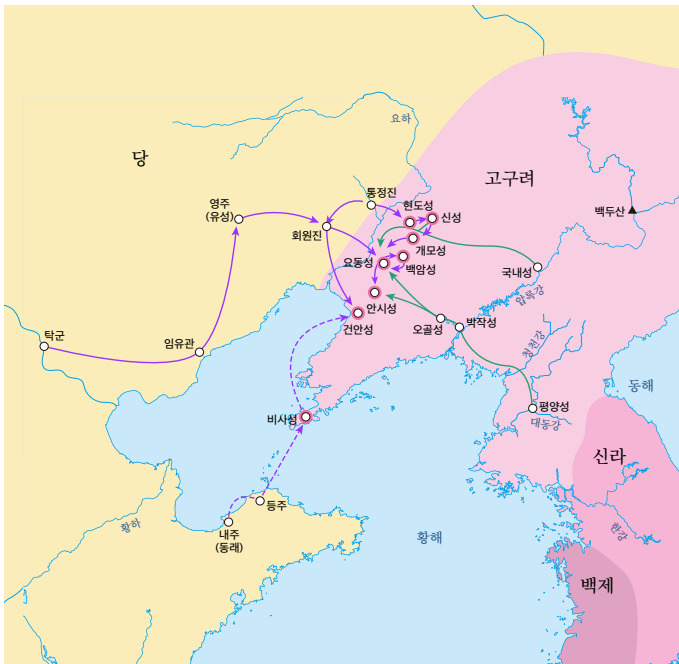 요하
당
고구려
통정진
현도성
신성
영주
(유성)
백두산
회원진
개모성
요동성
백암성
국내성
압록강
안시성
건안성
오골성
박작성
탁군
임유관
청천강
동해
비사성
평양성
대동강
신라
등주
황하
한강
내주
(동래)
황해
백제